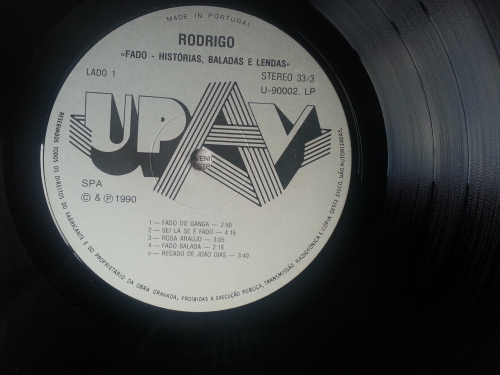 MADE IN PORTUGAL
RODRIGO
«FADO - HISTÓRIAS, BALADAS E LENDAS»
LADO 1
STEREO 33/3
U-90002. LP
UPAV
SPA
© & ℗ 1990
1 — FADO DO GANGA — 2:50
2 — SEI LÁ SE É FADO — 4:15
3 — ROSA ARAUJO — 3:05
4 — FADO BALADA — 2:16
5 — RECADO DE JOÃO DIAS — 3:40
RESERVADOS TODOS OS DIREITOS DO FABRICANTE E DO PROPRIETÁRIO DA OBRA GRAVADA. PROIBIDAS A EXECUÇÃO PÚBLICA, TRANSMISSÃO RADIOFÓNICA E CÓPIA DESTE DISCO, NÃO AUTORIZADAS.